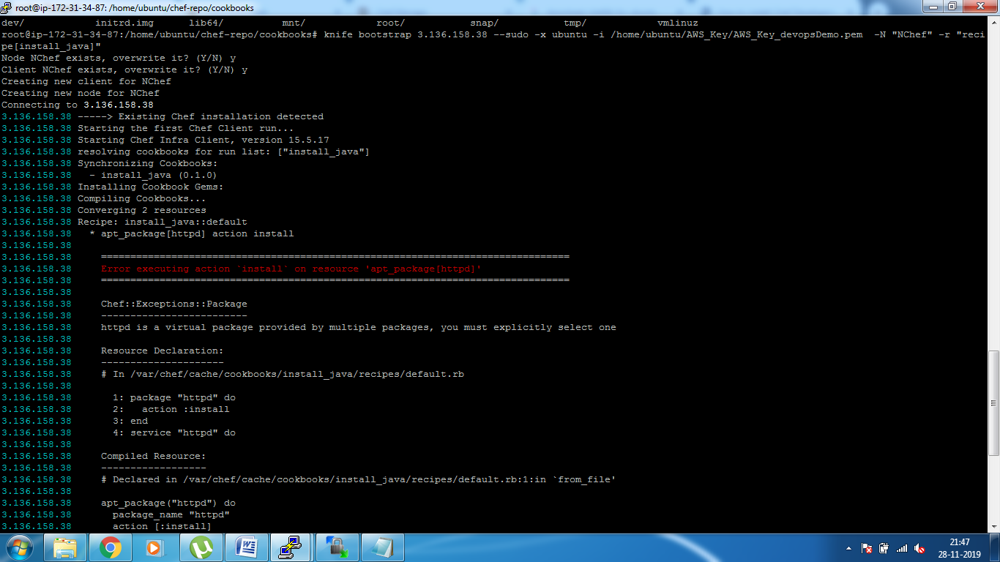 root@ip-172-31-34-87: /home/ubuntu/chef-repo/cookbooks
dev/            initrd.img      lib64/          mnt/            root/           snap/           tmp/            vmlinuz
root@ip-172-31-34-87:/home/ubuntu/chef-repo/cookbooks# knife bootstrap 3.136.158.38 --sudo -x ubuntu -i /home/ubuntu/AWS_Key/AWS_Key_devopsDemo.pem  -N "NChef" -r "reci
pe[install_java]"
Node NChef exists, overwrite it? (Y/N) y
Client NChef exists, overwrite it? (Y/N) y
Creating new client for NChef
Creating new node for NChef
Connecting to 3.136.158.38
3.136.158.38 -----> Existing Chef installation detected
3.136.158.38 Starting the first Chef Client run...
3.136.158.38 Starting Chef Infra Client, version 15.5.17
3.136.158.38 resolving cookbooks for run list: ["install_java"]
3.136.158.38 Synchronizing Cookbooks:
3.136.158.38   - install_java (0.1.0)
3.136.158.38 Installing Cookbook Gems:
3.136.158.38 Compiling Cookbooks...
3.136.158.38 Converging 2 resources
3.136.158.38 Recipe: install_java::default
3.136.158.38   * apt_package[httpd] action install
3.136.158.38
3.136.158.38     ================================================================================
3.136.158.38     Error executing action `install` on resource 'apt_package[httpd]'
3.136.158.38     ================================================================================
3.136.158.38
3.136.158.38     Chef::Exceptions::Package
3.136.158.38     -------------------------
3.136.158.38     httpd is a virtual package provided by multiple packages, you must explicitly select one
3.136.158.38
3.136.158.38     Resource Declaration:
3.136.158.38     ---------------------
3.136.158.38     # In /var/chef/cache/cookbooks/install_java/recipes/default.rb
3.136.158.38
3.136.158.38       1: package "httpd" do
3.136.158.38       2:   action :install
3.136.158.38       3: end
3.136.158.38       4: service "httpd" do
3.136.158.38
3.136.158.38     Compiled Resource:
3.136.158.38     ------------------
3.136.158.38     # Declared in /var/chef/cache/cookbooks/install_java/recipes/default.rb:1:in `from_file'
3.136.158.38
3.136.158.38     apt_package("httpd") do
3.136.158.38       package_name "httpd"
3.136.158.38       action [:install]
21:47
28-11-2019